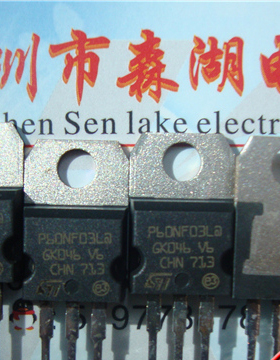 圳市森湖电
hen Sen lake electr
P60NF03L@
GK046 V6
CHN 713
P60NF03L@
GK046 V6
CHN 713